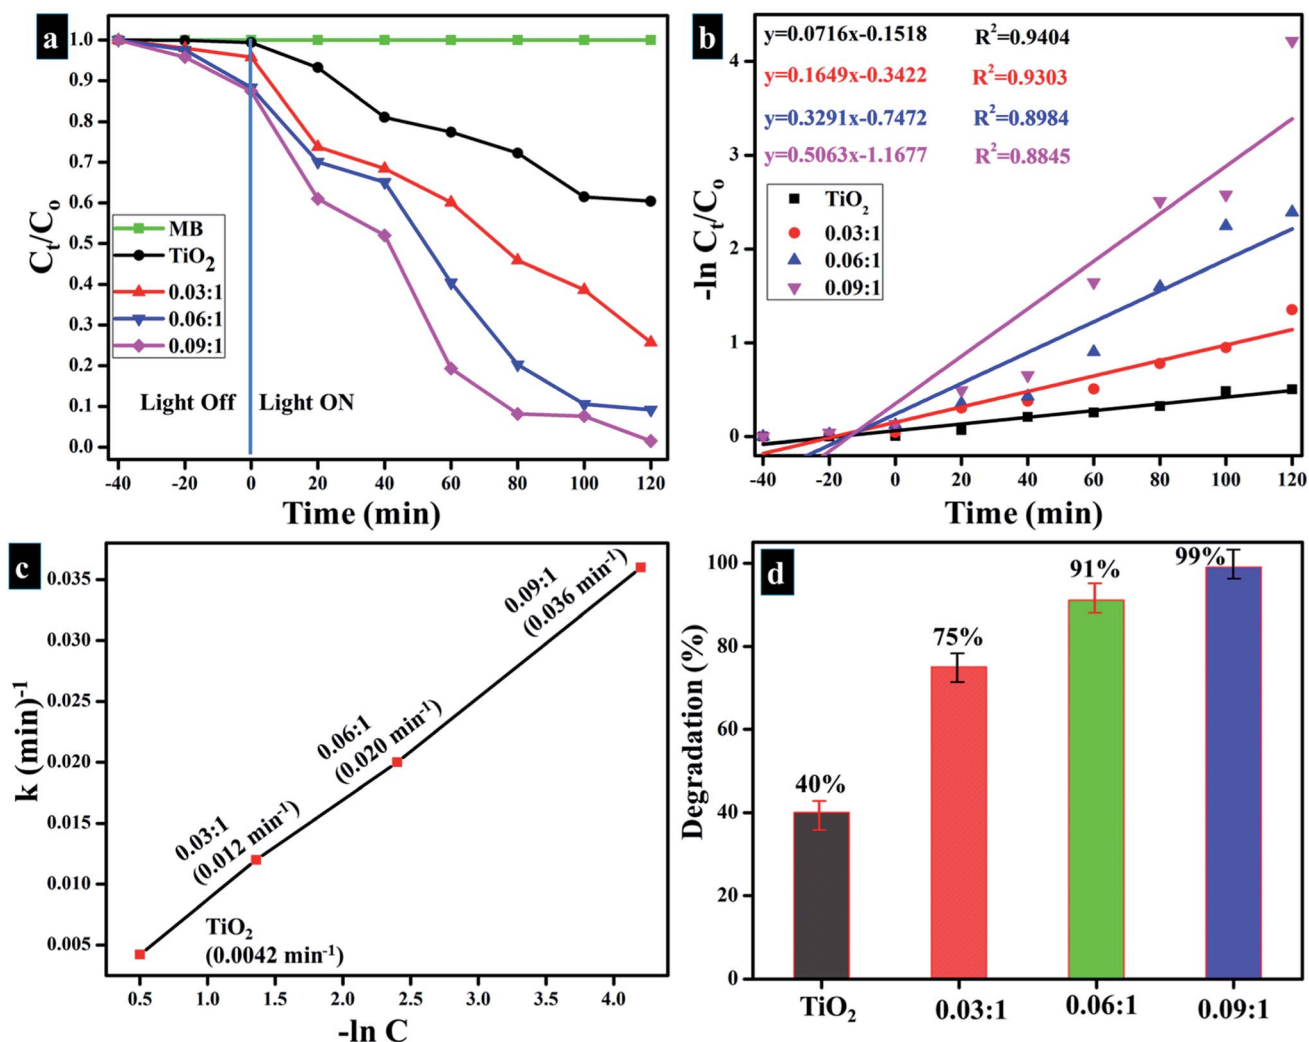 a
1.0
0.9
0.8
0.7
0.6
0.5
0.4
0.3
0.2
0.1
0.0
Cₜ/Cₒ
MB
TiO₂
0.03:1
0.06:1
0.09:1
Light Off
Light ON
-40 -20 0 20 40 60 80 100 120
Time (min)
b
y=0.0716x-0.1518 R²=0.9404
y=0.1649x-0.3422 R²=0.9303
y=0.3291x-0.7472 R²=0.8984
y=0.5063x-1.1677 R²=0.8845
4
3
2
1
0
-ln Cₜ/Cₒ
TiO₂
0.03:1
0.06:1
0.09:1
-40 -20 0 20 40 60 80 100 120
Time (min)
c
0.035
0.030
0.025
0.020
0.015
0.010
0.005
k (min)⁻¹
0.09:1
(0.036 min⁻¹)
0.06:1
(0.020 min⁻¹)
0.03:1
(0.012 min⁻¹)
TiO₂
(0.0042 min⁻¹)
0.5 1.0 1.5 2.0 2.5 3.0 3.5 4.0
-ln C
d
100
80
60
40
20
0
Degradation (%)
40%
75%
91%
99%
TiO₂ 0.03:1 0.06:1 0.09:1